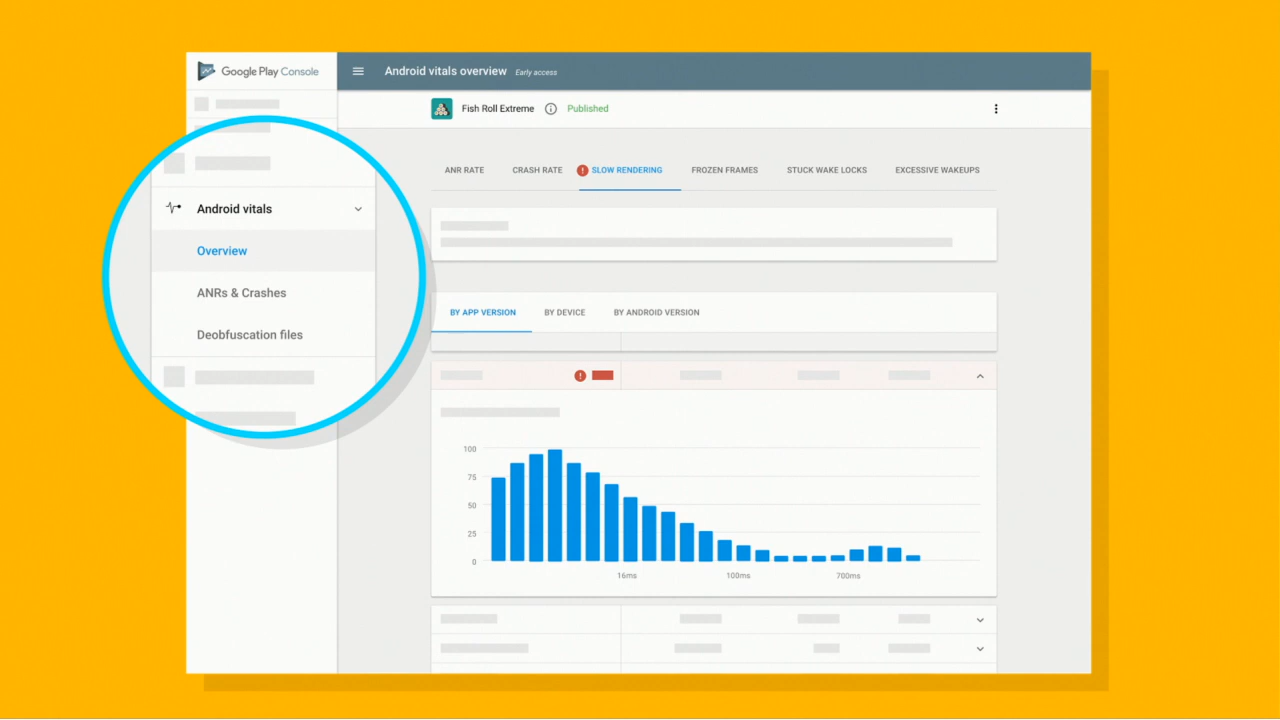 Google Play Console
Android vitals overview Early access
Fish Roll Extreme Published
ANR RATE CRASH RATE SLOW RENDERING FROZEN FRAMES STUCK WAKE LOCKS EXCESSIVE WAKEUPS
Android vitals
Overview
ANRs & Crashes
Deobfuscation files
BY APP VERSION BY DEVICE BY ANDROID VERSION
100
75
50
25
0
16ms 100ms 700ms